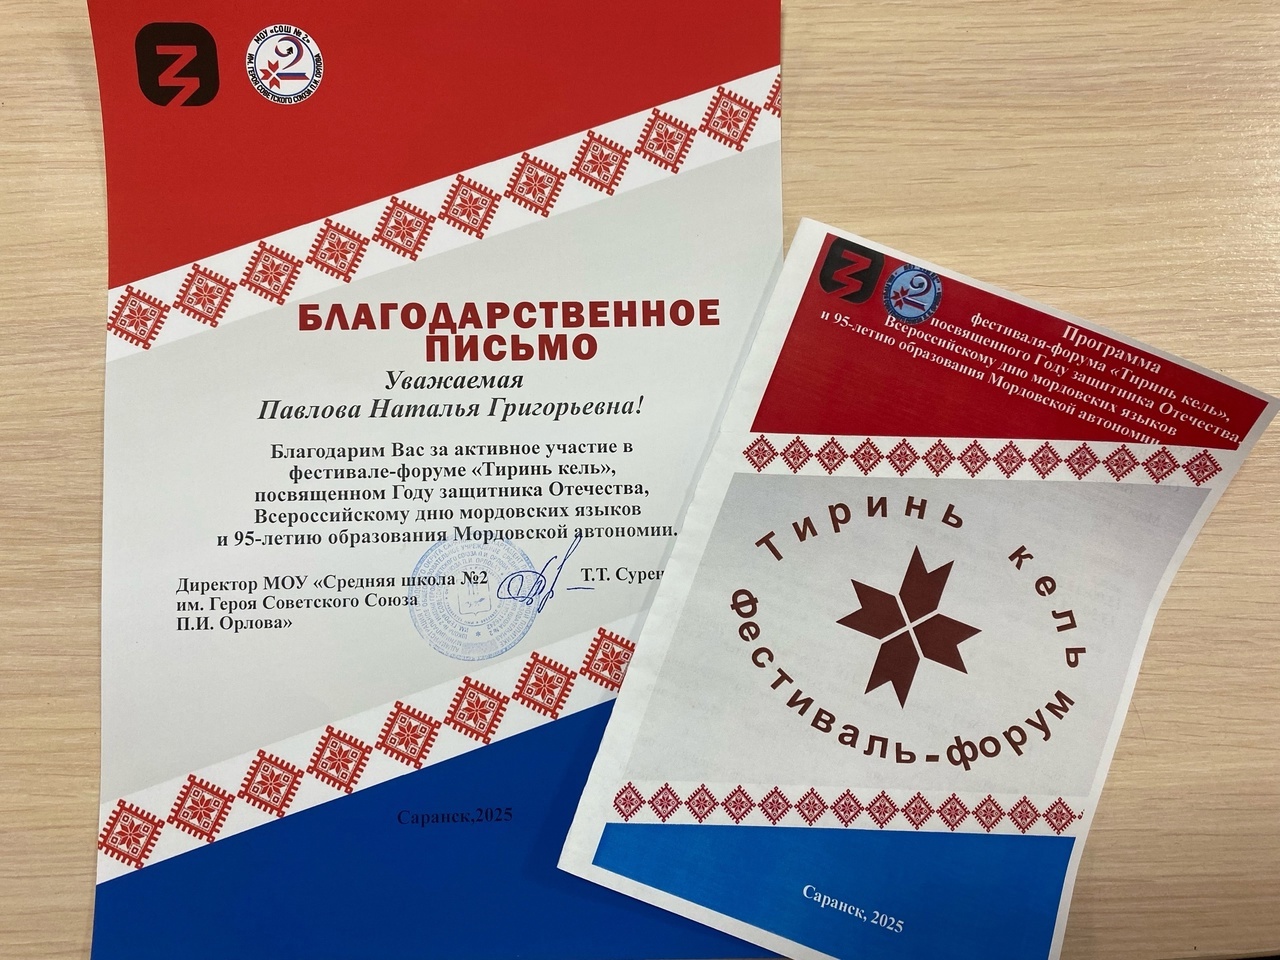 МОУ «СОШ № 2»
ИМ. ГЕРОЯ СОВЕТСКОГО СОЮЗА П.И. ОРЛОВА
БЛАГОДАРСТВЕННОЕ
ПИСЬМО
Уважаемая
Павлова Наталья Григорьевна!
Благодарим Вас за активное участие в
фестивале-форуме «Тиринь кель»,
посвященном Году защитника Отечества,
Всероссийскому дню мордовских языков
и 95-летию образования Мордовской автономии.
Директор МОУ «Средняя школа №2
им. Героя Советского Союза
П.И. Орлова»
Т.Т. Сурен
Саранск,2025
Программа
фестиваля-форума «Тиринь кель»,
посвященного Году защитника Отечества,
Всероссийскому дню мордовских языков
и 95-летию образования Мордовской автономии
Тиринь кель
фестиваль-форум
Саранск, 2025